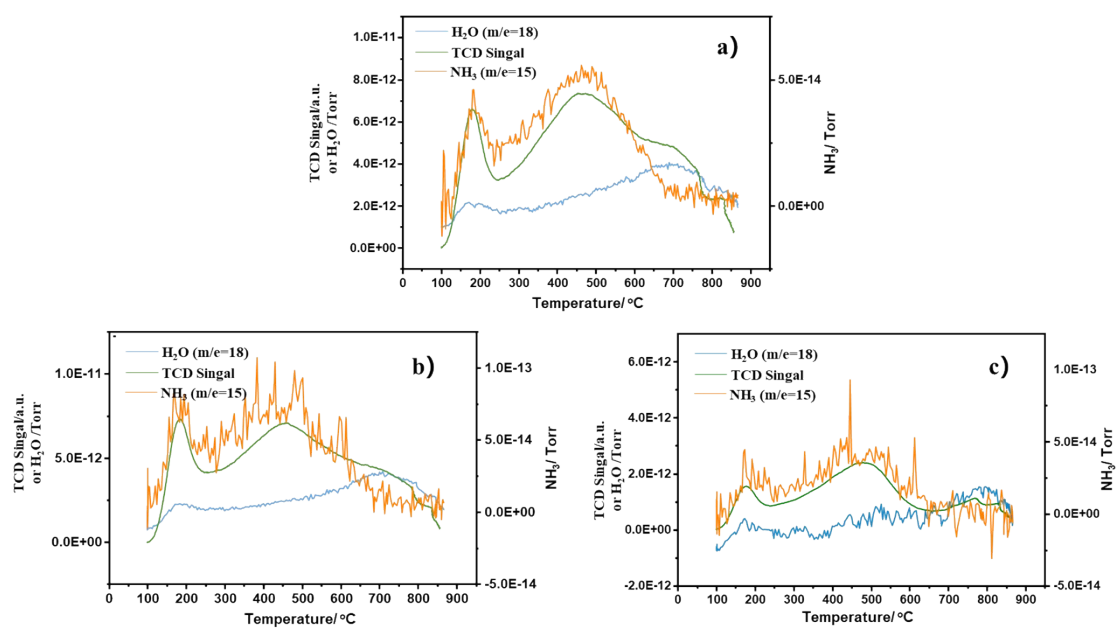 a)
H₂O (m/e=18)
TCD Singal
NH₃ (m/e=15)
TCD Singal/a.u.
or H₂O /Torr
1.0E-11
8.0E-12
6.0E-12
4.0E-12
2.0E-12
0.0E+00
5.0E-14
0.0E+00
NH₃/ Torr
0 100 200 300 400 500 600 700 800 900
Temperature/ °C
b)
H₂O (m/e=18)
TCD Singal
NH₃ (m/e=15)
TCD Singal/a.u.
or H₂O /Torr
1.0E-11
5.0E-12
0.0E+00
1.0E-13
5.0E-14
0.0E+00
-5.0E-14
NH₃/ Torr
0 100 200 300 400 500 600 700 800 900
Temperature/ °C
c)
H₂O (m/e=18)
TCD Singal
NH₃ (m/e=15)
TCD Singal/a.u.
or H₂O/Torr
6.0E-12
4.0E-12
2.0E-12
0.0E+00
-2.0E-12
1.0E-13
5.0E-14
0.0E+00
-5.0E-14
NH₃/ Torr
0 100 200 300 400 500 600 700 800 900
Temperature/ °C